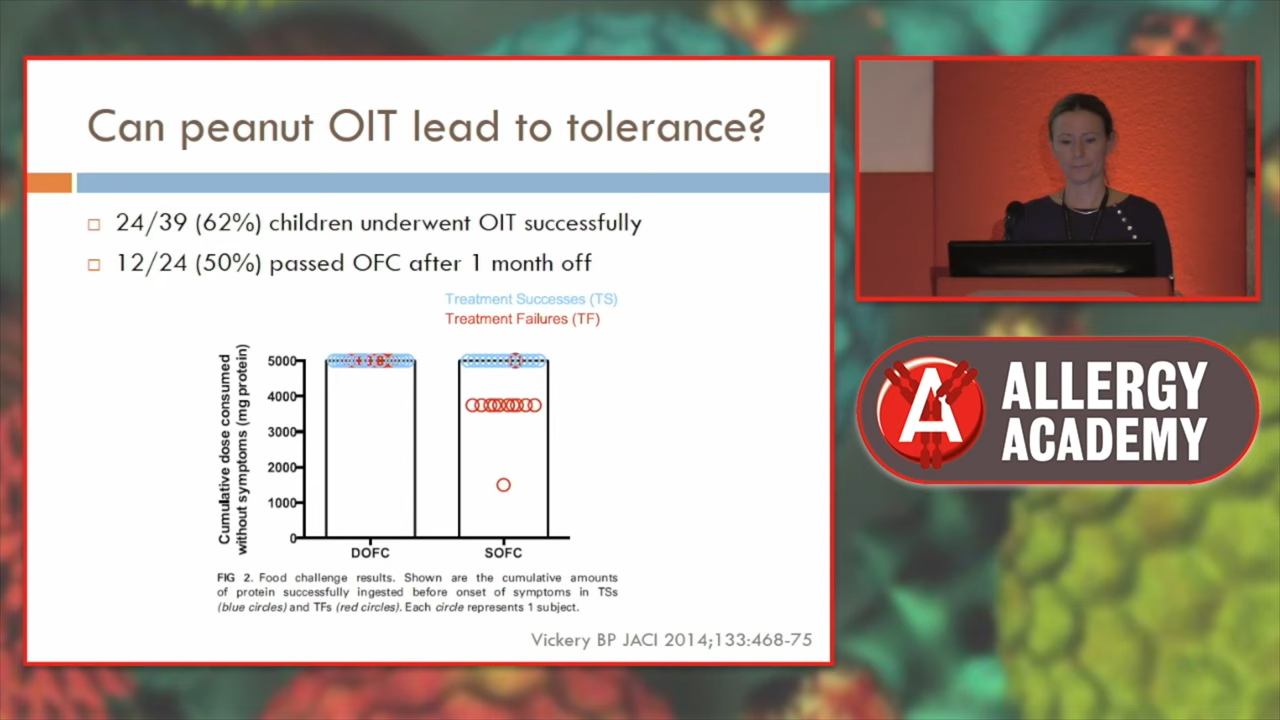 Can peanut OIT lead to tolerance?
24/39 (62%) children underwent OIT successfully
12/24 (50%) passed OFC after 1 month off
Treatment Successes (TS)
Treatment Failures (TF)
Cumulative dose consumed
without symptoms (mg protein)
5000
4000
3000
2000
1000
0
DOFC
SOFC
FIG 2. Food challenge results. Shown are the cumulative amounts
of protein successfully ingested before onset of symptoms in TSs
(blue circles) and TFs (red circles). Each circle represents 1 subject.
Vickery BP JACI 2014;133:468-75
A
ALLERGY
ACADEMY